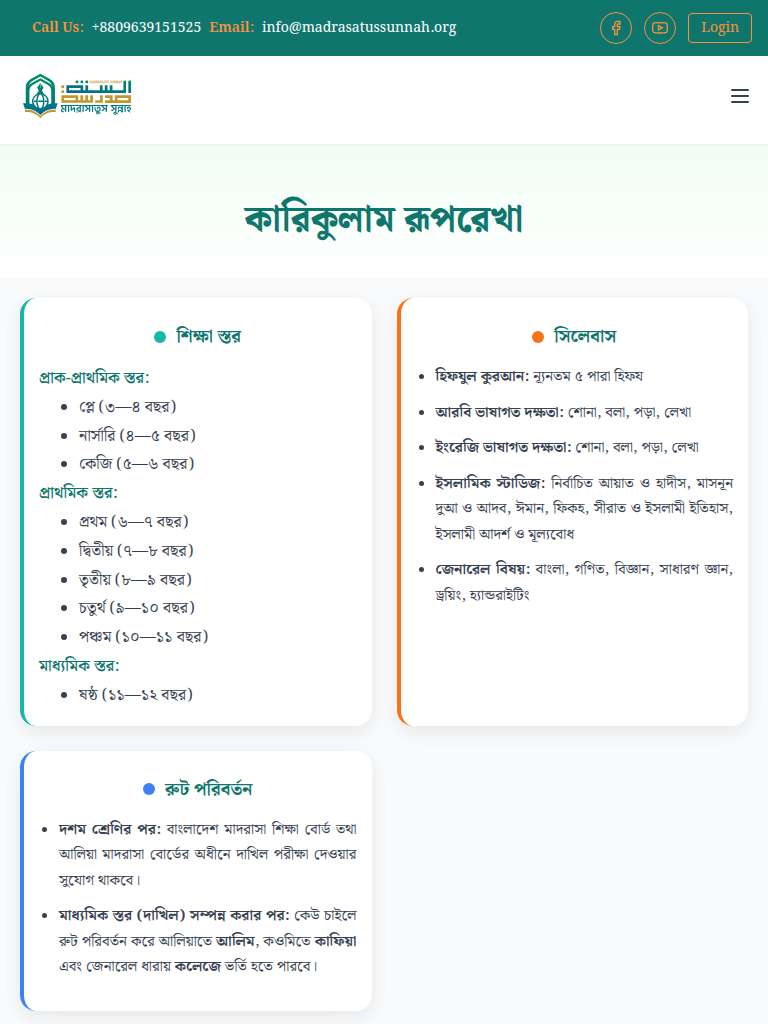 Call Us: +8809639151525 Email: info@madrasatussunnah.org
Login
السنة
مدرسة
মাদরাসাতুস সুন্নাহ
কারিকুলাম রূপরেখা
শিক্ষা স্তর
প্রাক-প্রাথমিক স্তর:
প্লে (৩—৪ বছর)
নার্সারি (৪—৫ বছর)
কেজি (৫—৬ বছর)
প্রাথমিক স্তর:
প্রথম (৬—৭ বছর)
দ্বিতীয় (৭—৮ বছর)
তৃতীয় (৮—৯ বছর)
চতুর্থ (৯—১০ বছর)
পঞ্চম (১০—১১ বছর)
মাধ্যমিক স্তর:
ষষ্ঠ (১১—১২ বছর)
সিলেবাস
হিফযুল কুরআন: ন্যূনতম ৫ পারা হিফয
আরবি ভাষাগত দক্ষতা: শোনা, বলা, পড়া, লেখা
ইংরেজি ভাষাগত দক্ষতা: শোনা, বলা, পড়া, লেখা
ইসলামিক স্টাডিজ: নির্বাচিত আয়াত ও হাদীস, মাসনূন
দুআ ও আদব, ঈমান, ফিকহ, সীরাত ও ইসলামী ইতিহাস,
ইসলামী আদর্শ ও মূল্যবোধ
জেনারেল বিষয়: বাংলা, গণিত, বিজ্ঞান, সাধারণ জ্ঞান,
ড্রয়িং, হ্যান্ডরাইটিং
রুট পরিবর্তন
দশম শ্রেণির পর: বাংলাদেশ মাদরাসা শিক্ষা বোর্ড তথা
আলিয়া মাদরাসা বোর্ডের অধীনে দাখিল পরীক্ষা দেওয়ার
সুযোগ থাকবে।
মাধ্যমিক স্তর (দাখিল) সম্পন্ন করার পর: কেউ চাইলে
রুট পরিবর্তন করে আলিয়াতে আলিম, কওমিতে কাফিয়া
এবং জেনারেল ধারায় কলেজে ভর্তি হতে পারবে।